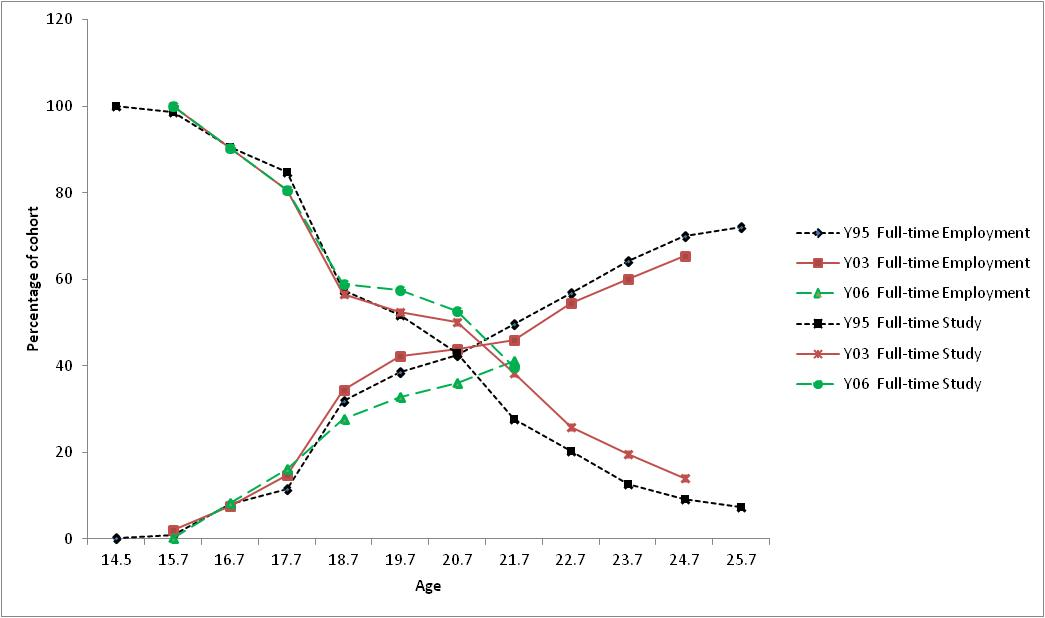 120
100
80
60
40
20
0
Percentage of cohort
14.5 15.7 16.7 17.7 18.7 19.7 20.7 21.7 22.7 23.7 24.7 25.7
Age
Y95 Full-time Employment
Y03 Full-time Employment
Y06 Full-time Employment
Y95 Full-time Study
Y03 Full-time Study
Y06 Full-time Study